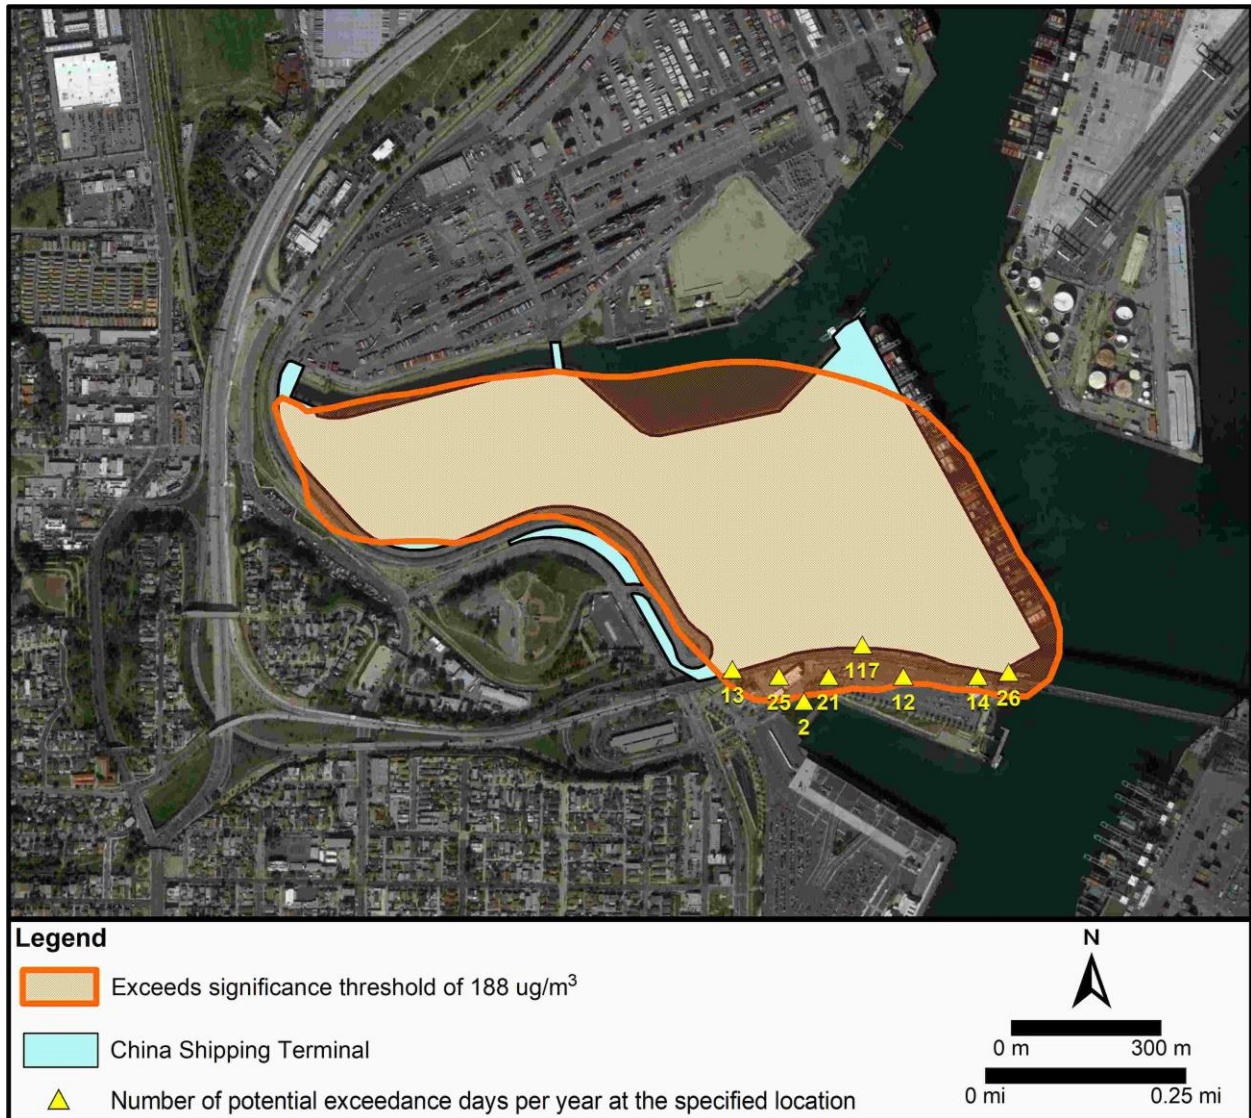 117
13
25
21
12
14
26
2
Legend
Exceeds significance threshold of 188 ug/m³
China Shipping Terminal
Number of potential exceedance days per year at the specified location
N
0 m 300 m
0 mi 0.25 mi